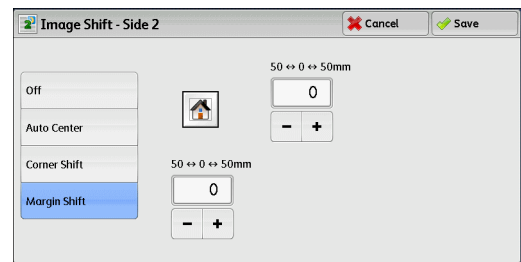 Image Shift - Side 2
Cancel
Save
Off
Auto Center
Corner Shift
Margin Shift
50 ↔ 0 ↔ 50mm
0
- +
50 ↔ 0 ↔ 50mm
0
- +